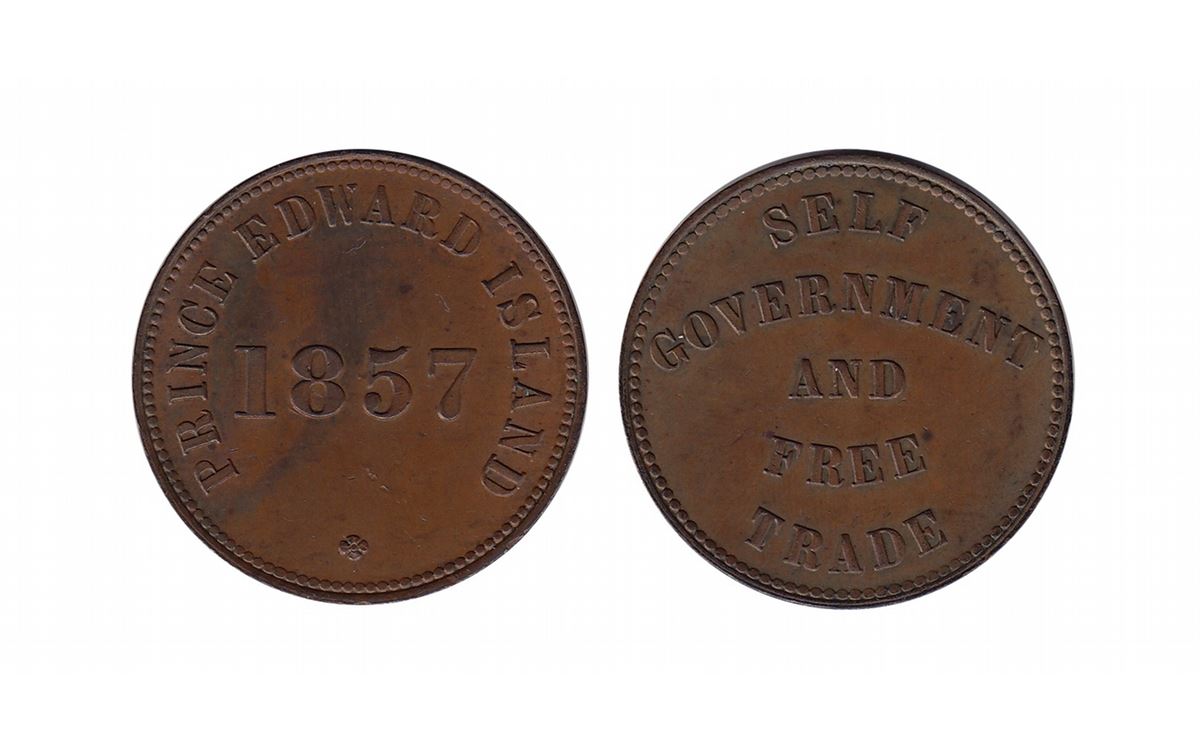 PRINCE EDWARD ISLAND
1857
SELF
GOVERNMENT
AND
FREE
TRADE